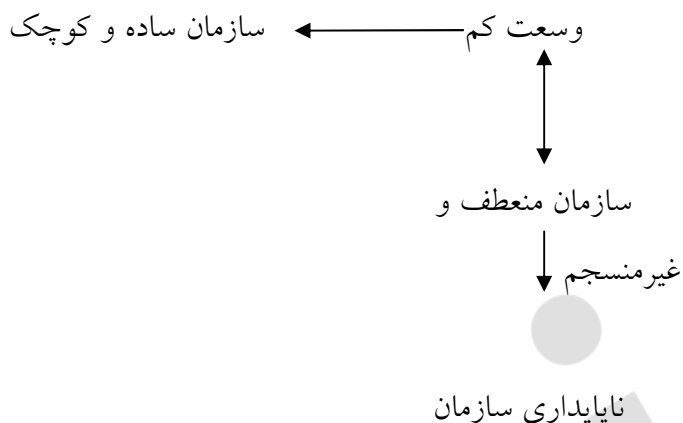 وسعت کم
سازمان ساده و کوچک
سازمان منعطف و
غیرمنسجم
ناپایداری سازمان